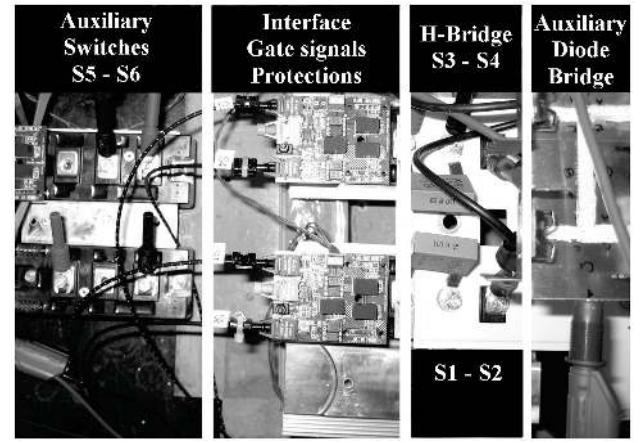 Auxiliary
Switches
S5 - S6
Interface
Gate signals
Protections
H-Bridge
S3 - S4
Auxiliary
Diode
Bridge
S1 - S2